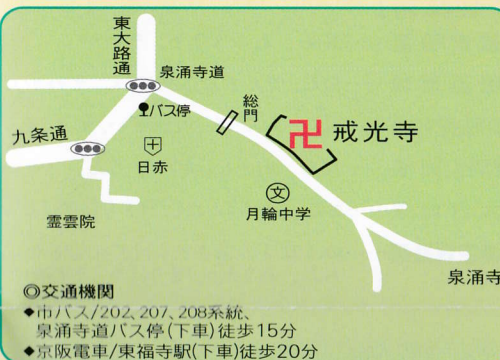 東大路通
泉涌寺道
バス停
総門
卍 戒光寺
九条通
日赤
文
月輪中学
霊雲院
泉涌寺
◎交通機関
◆市バス/202、207、208系統、
泉涌寺道バス停(下車)徒歩15分
◆京阪電車/東福寺駅(下車)徒歩20分